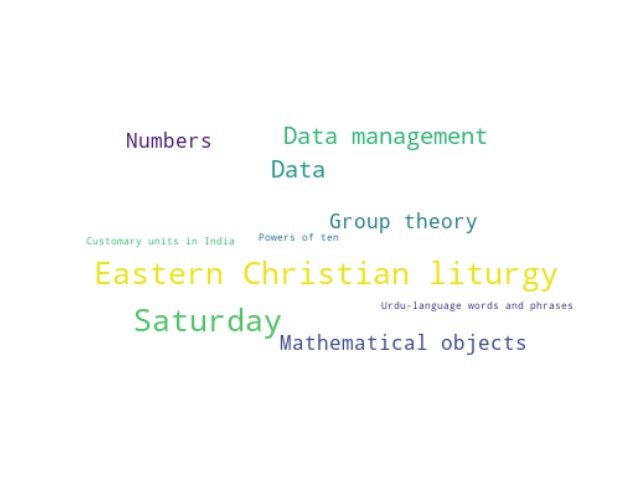 Numbers
Data management
Data
Group theory
Customary units in India
Powers of ten
Eastern Christian liturgy
Urdu-language words and phrases
Saturday
Mathematical objects